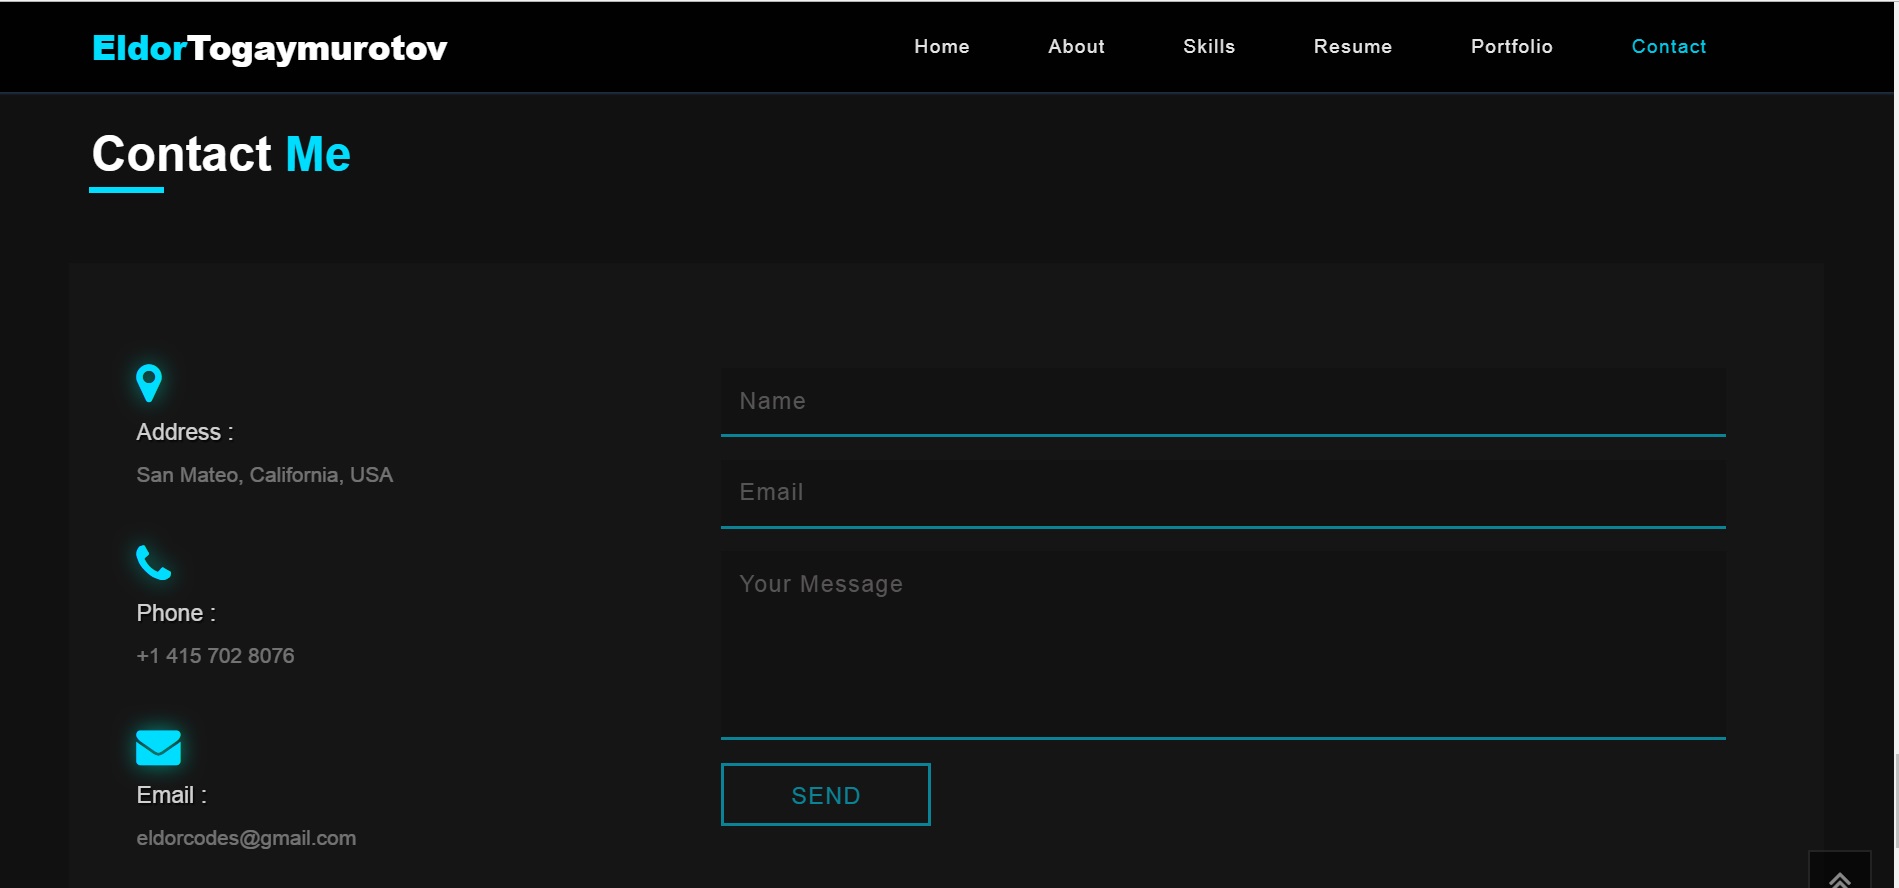 EldorTogaymurotov
Home About Skills Resume Portfolio Contact
Contact Me
Address :
San Mateo, California, USA
Phone :
+1 415 702 8076
Email :
eldorcodes@gmail.com
Name
Email
Your Message
SEND